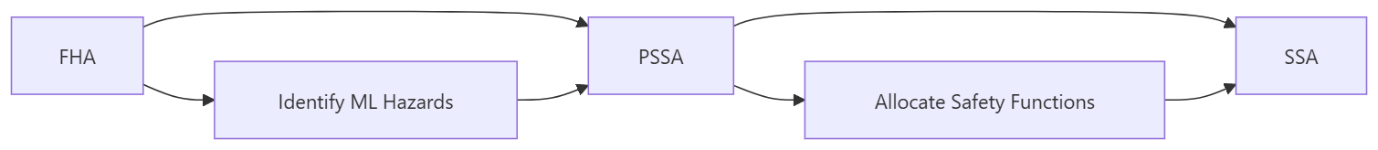 FHA
Identify ML Hazards
PSSA
Allocate Safety Functions
SSA